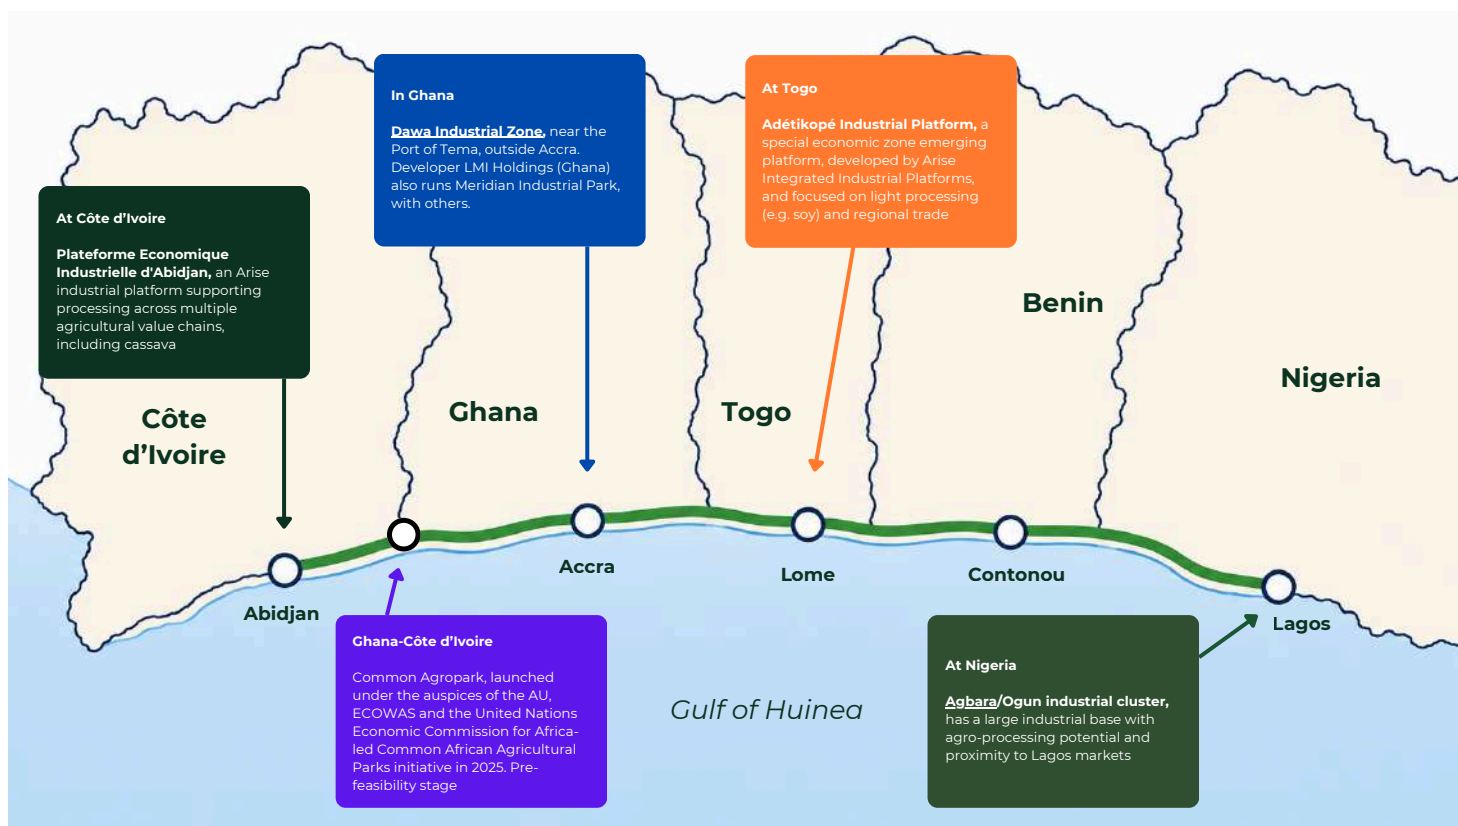 In Ghana
Dawa Industrial Zone, near the
Port of Tema, outside Accra.
Developer LMI Holdings (Ghana)
also runs Meridian Industrial Park,
with others.
At Togo
Adétikopé Industrial Platform, a
special economic zone emerging
platform, developed by Arise
Integrated Industrial Platforms,
and focused on light processing
(e.g. soy) and regional trade
At Côte d’Ivoire
Plateforme Economique
Industrielle d'Abidjan, an Arise
industrial platform supporting
processing across multiple
agricultural value chains,
including cassava
Benin
Nigeria
Côte
d’Ivoire
Ghana
Togo
Abidjan
Accra
Lome
Contonou
Lagos
Ghana-Côte d’Ivoire
Common Agropark, launched
under the auspices of the AU,
ECOWAS and the United Nations
Economic Commission for Africa-
led Common African Agricultural
Parks initiative in 2025. Pre-
feasibility stage
Gulf of Huinea
At Nigeria
Agbara/Ogun industrial cluster,
has a large industrial base with
agro-processing potential and
proximity to Lagos markets